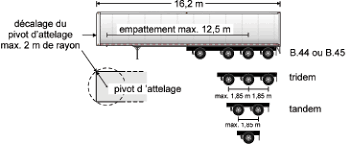 16,2 m
décalage du
pivot d'attelage
max. 2 m de rayon
empattement max. 12,5 m
B.44 ou B.45
tridem
max. 1,85 m 1,85 m
pivot d 'attelage
tandem
max. 1,85 m